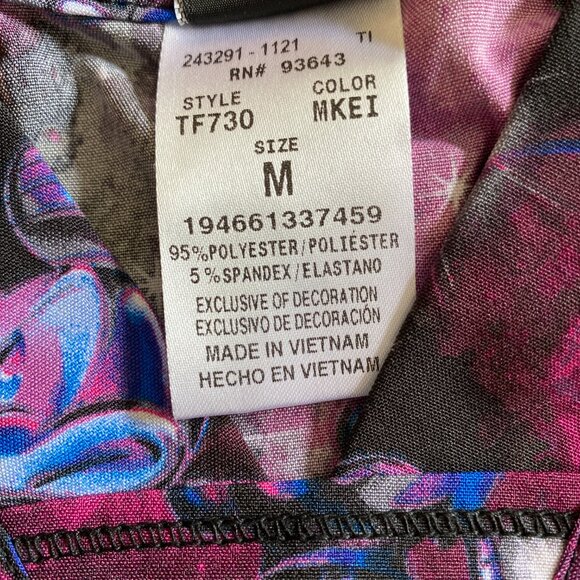 243291 - 1121 TI
RN# 93643
STYLE COLOR
TF730 MKEI
SIZE
M
194661337459
95%POLYESTER/POLIÉSTER
5%SPANDEX/ELASTANO
EXCLUSIVE OF DECORATION
EXCLUSIVO DE DECORACIÓN
MADE IN VIETNAM
HECHO EN VIETNAM